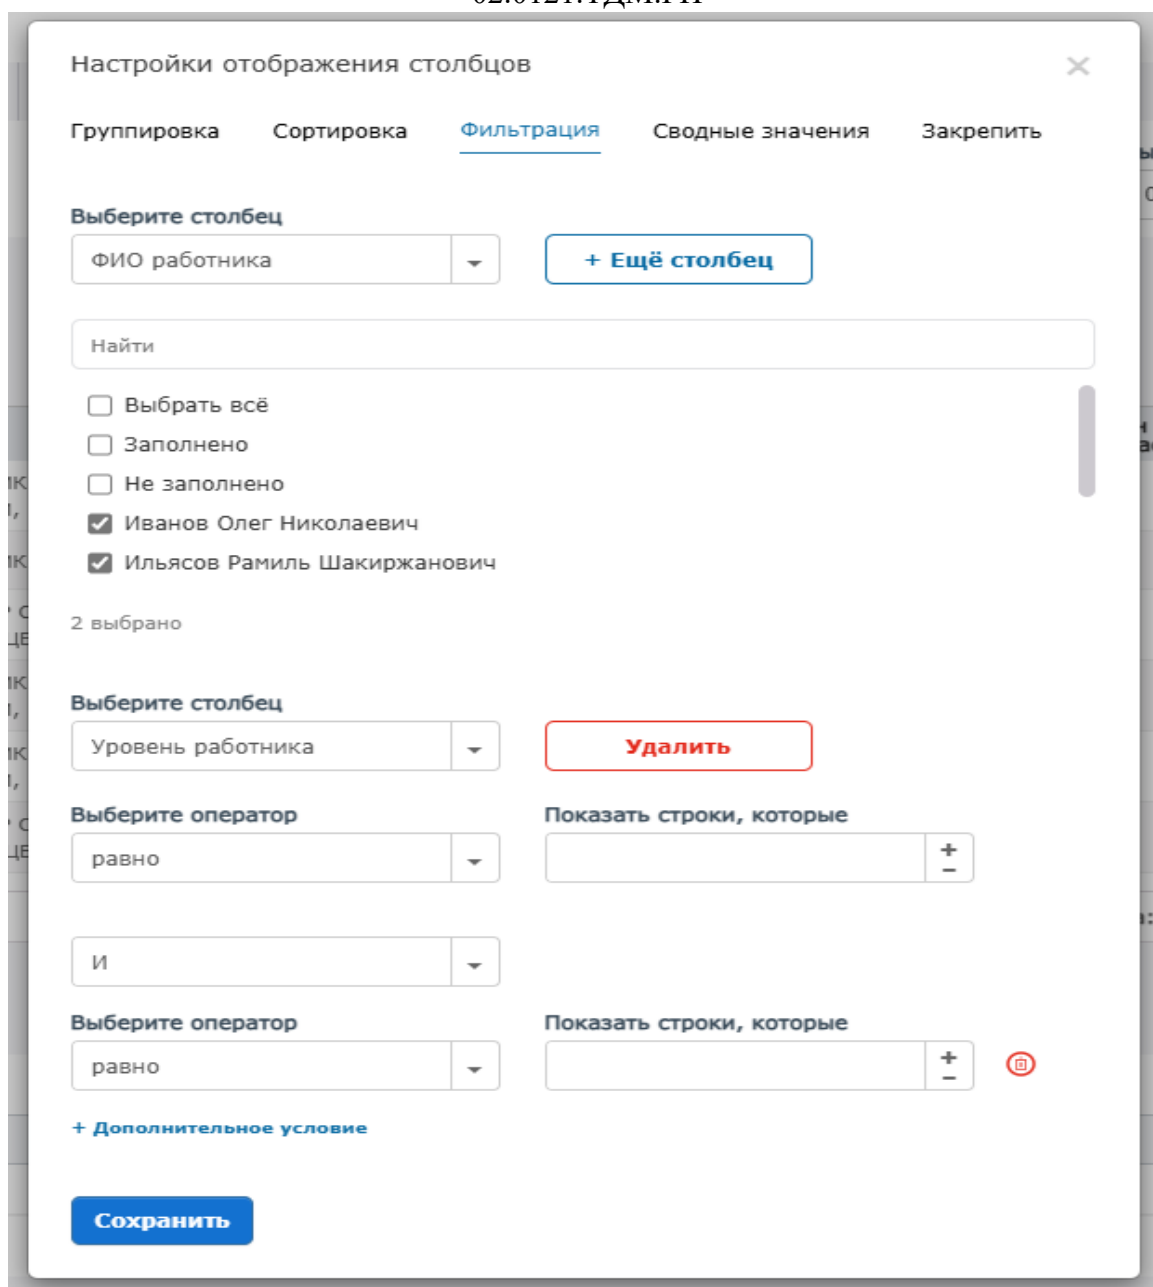 Настройки отображения столбцов
Группировка Сортировка Фильтрация Сводные значения Закрепить
Выберите столбец
ФИО работника + Ещё столбец
Найти
Выбрать всё
Заполнено
Не заполнено
Иванов Олег Николаевич
Ильясов Рамиль Шакиржанович
2 выбрано
Выберите столбец
Уровень работника Удалить
Выберите оператор Показать строки, которые
равно
И
Выберите оператор Показать строки, которые
равно
+ Дополнительное условие
Сохранить